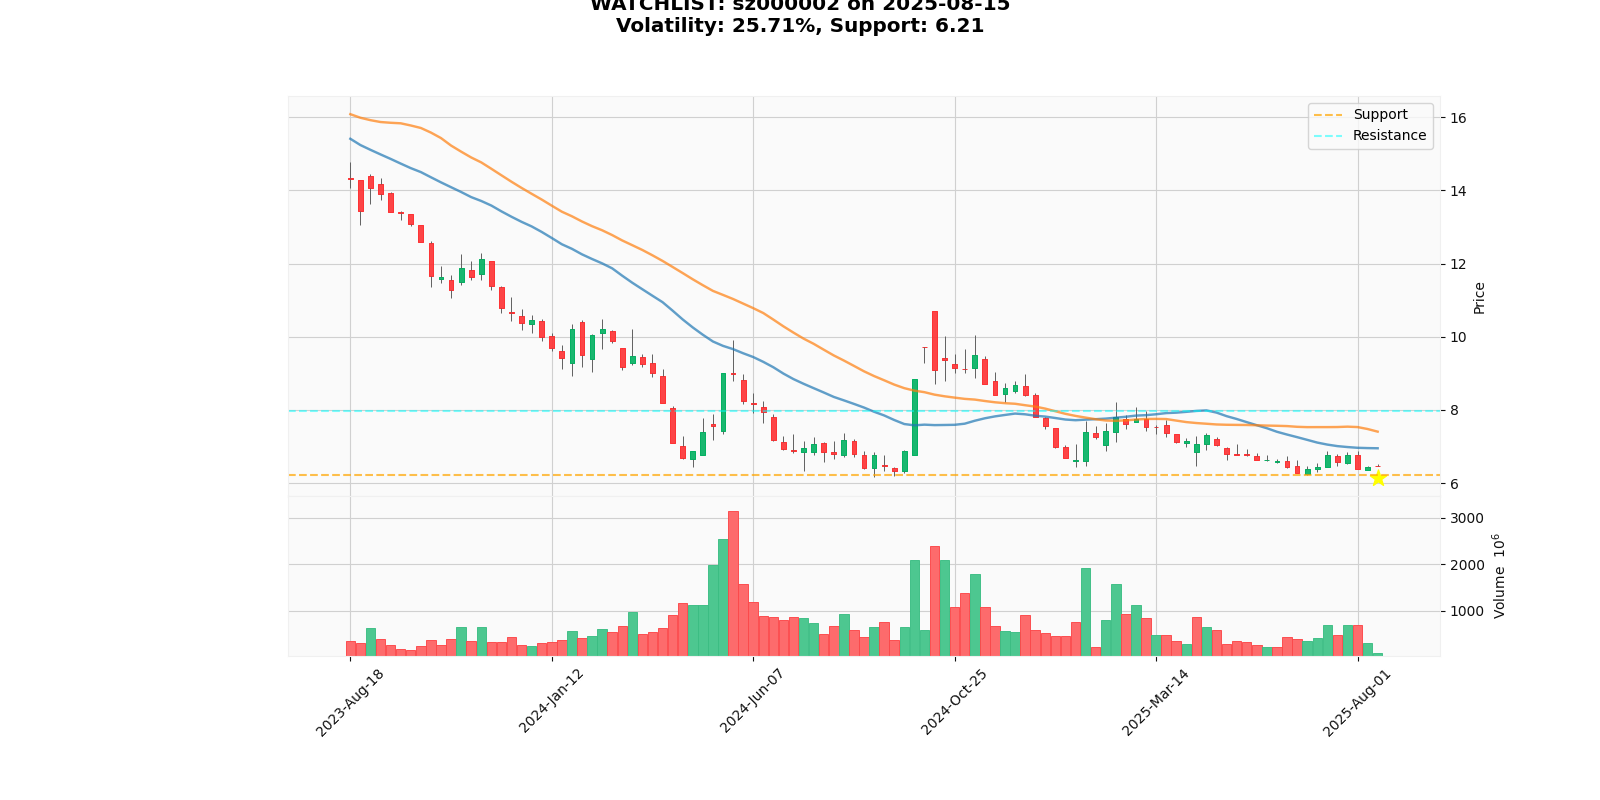 WATCHLIST: sz000002 on 2025-08-15
Volatility: 25.71%, Support: 6.21
Support
Resistance
16
14
12
10
8
6
Price
3000
2000
1000
Volume 10^6
2023-Aug-18
2024-Jan-12
2024-Jun-07
2024-Oct-25
2025-Mar-14
2025-Aug-01